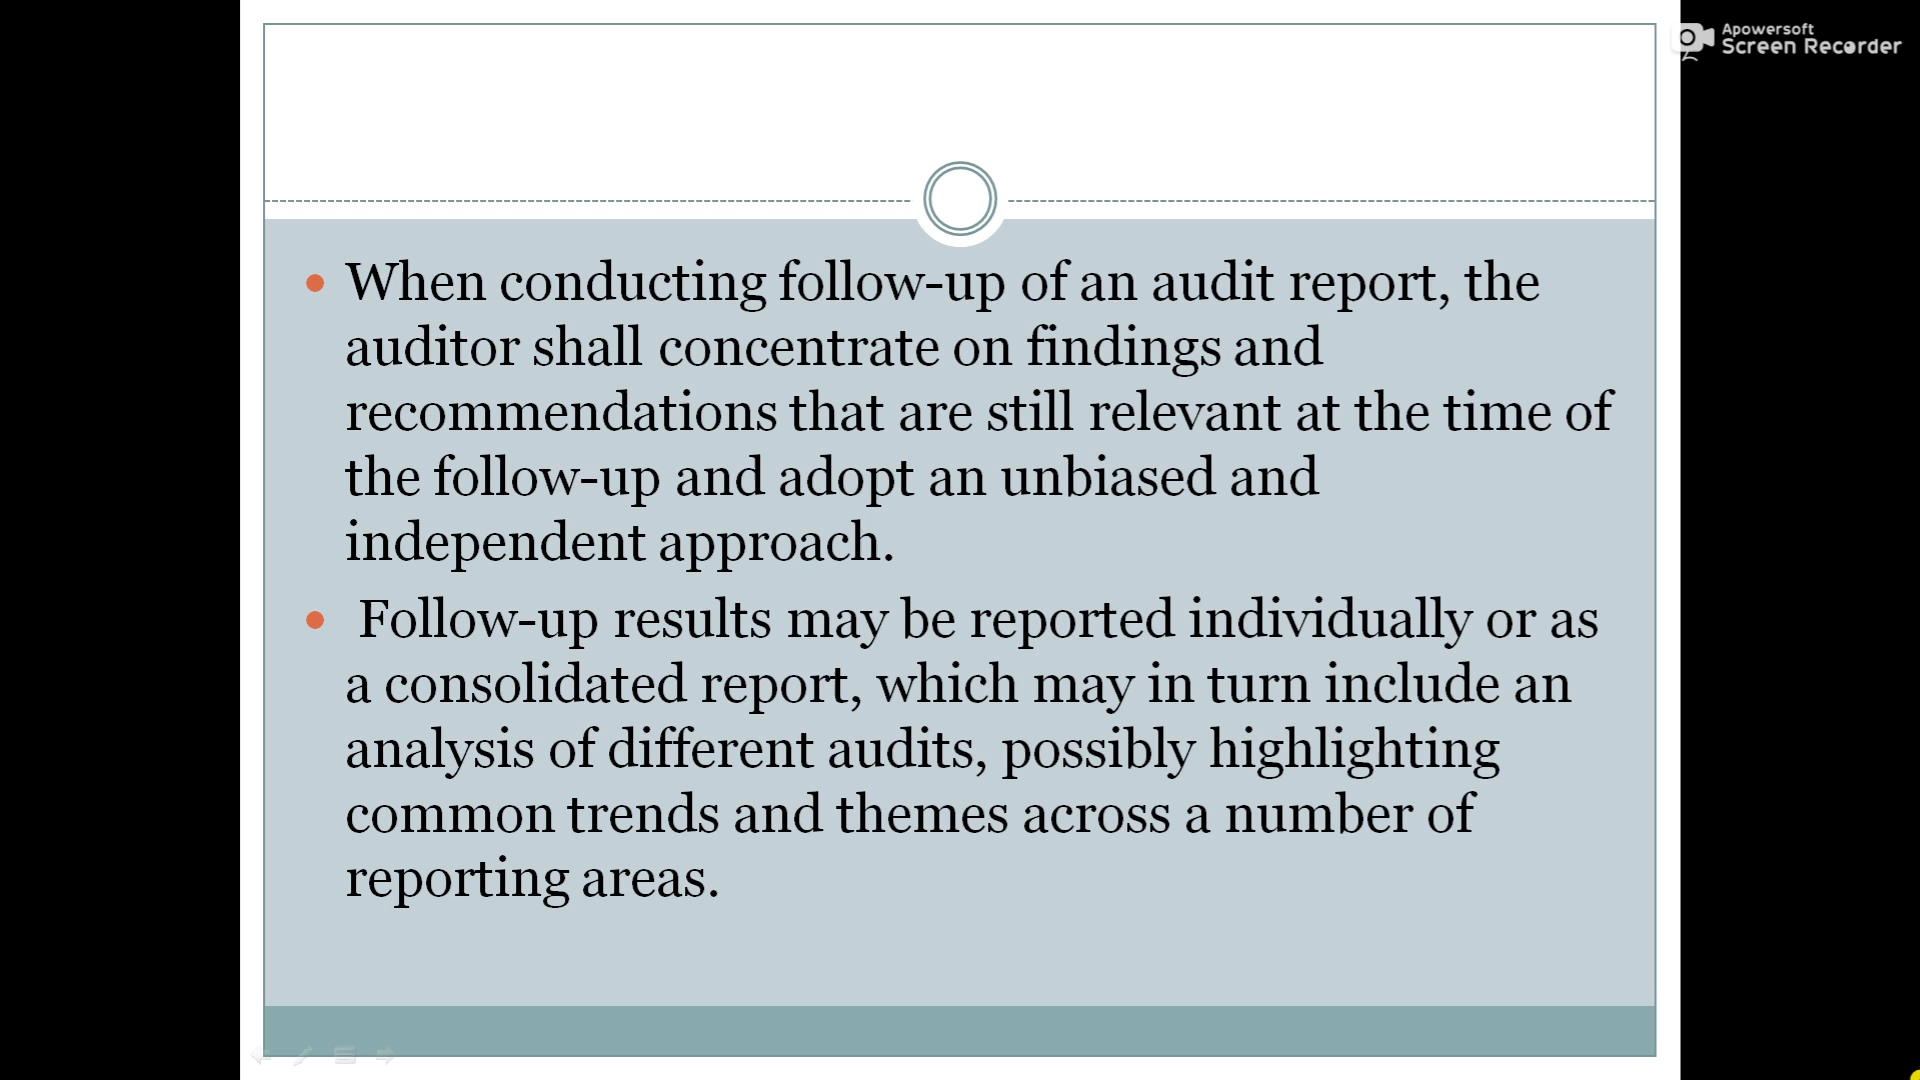 Apowersoft
Screen Recorder
• When conducting follow-up of an audit report, the
auditor shall concentrate on findings and
recommendations that are still relevant at the time of
the follow-up and adopt an unbiased and
independent approach.
• Follow-up results may be reported individually or as
a consolidated report, which may in turn include an
analysis of different audits, possibly highlighting
common trends and themes across a number of
reporting areas.